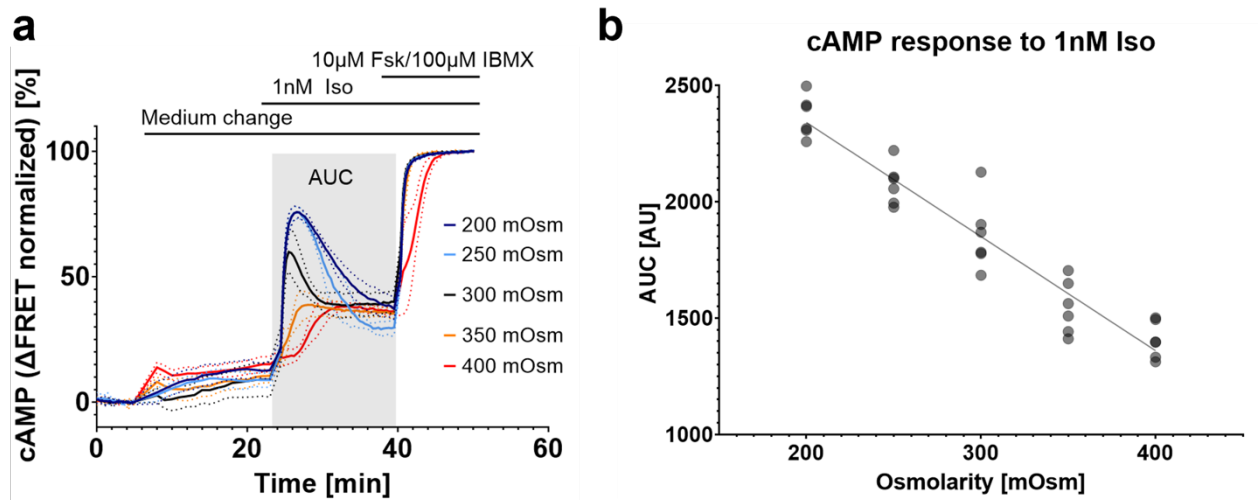 a
10μM Fsk/100μM IBMX
1nM Iso
Medium change
cAMP (ΔFRET normalized) [%]
100
50
0
AUC
200 mOsm
250 mOsm
300 mOsm
350 mOsm
400 mOsm
0
20
40
60
Time [min]
b
cAMP response to 1nM Iso
AUC [AU]
2500
2000
1500
1000
200
250
300
350
400
Osmolarity [mOsm]